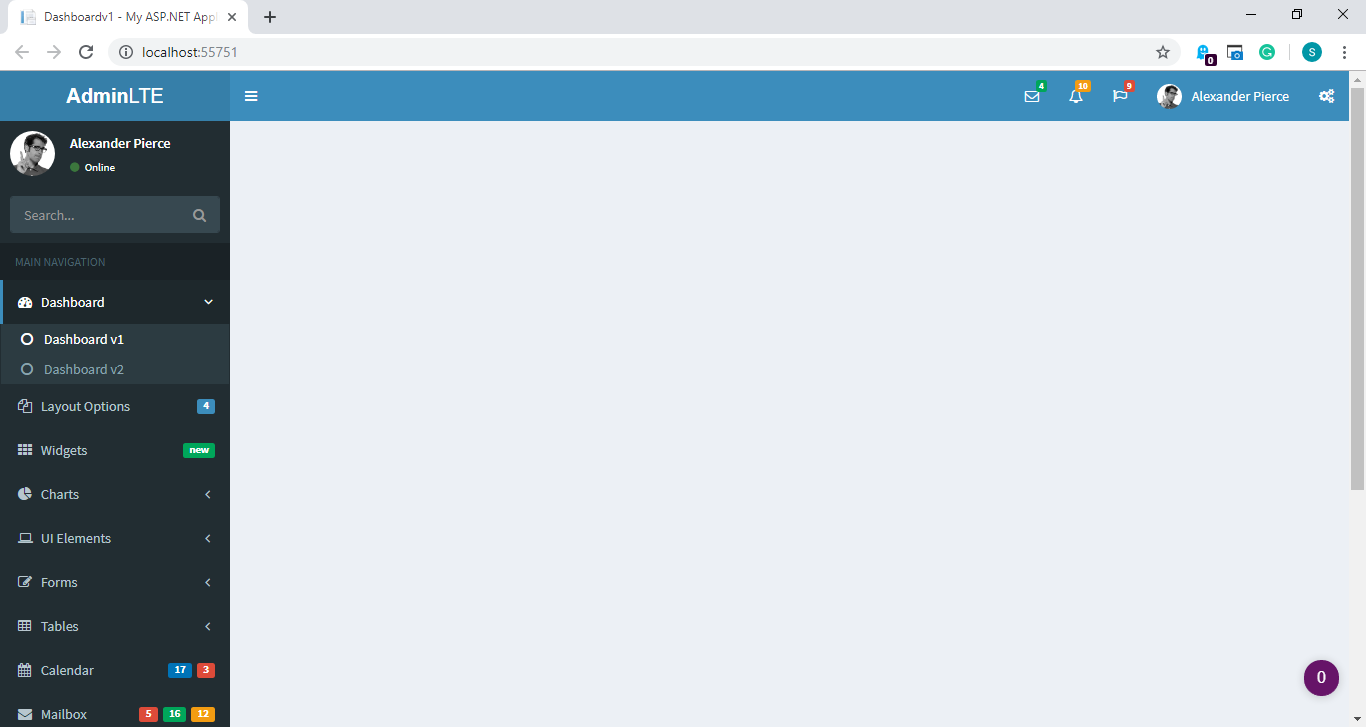 Dashboardv1 - My ASP.NET Appl
localhost:55751
0
S
AdminLTE
4
10
9
Alexander Pierce
Alexander Pierce
Online
Search...
MAIN NAVIGATION
Dashboard
Dashboard v1
Dashboard v2
Layout Options 4
Widgets new
Charts
UI Elements
Forms
Tables
Calendar 17 3
Mailbox 5 16 12
0